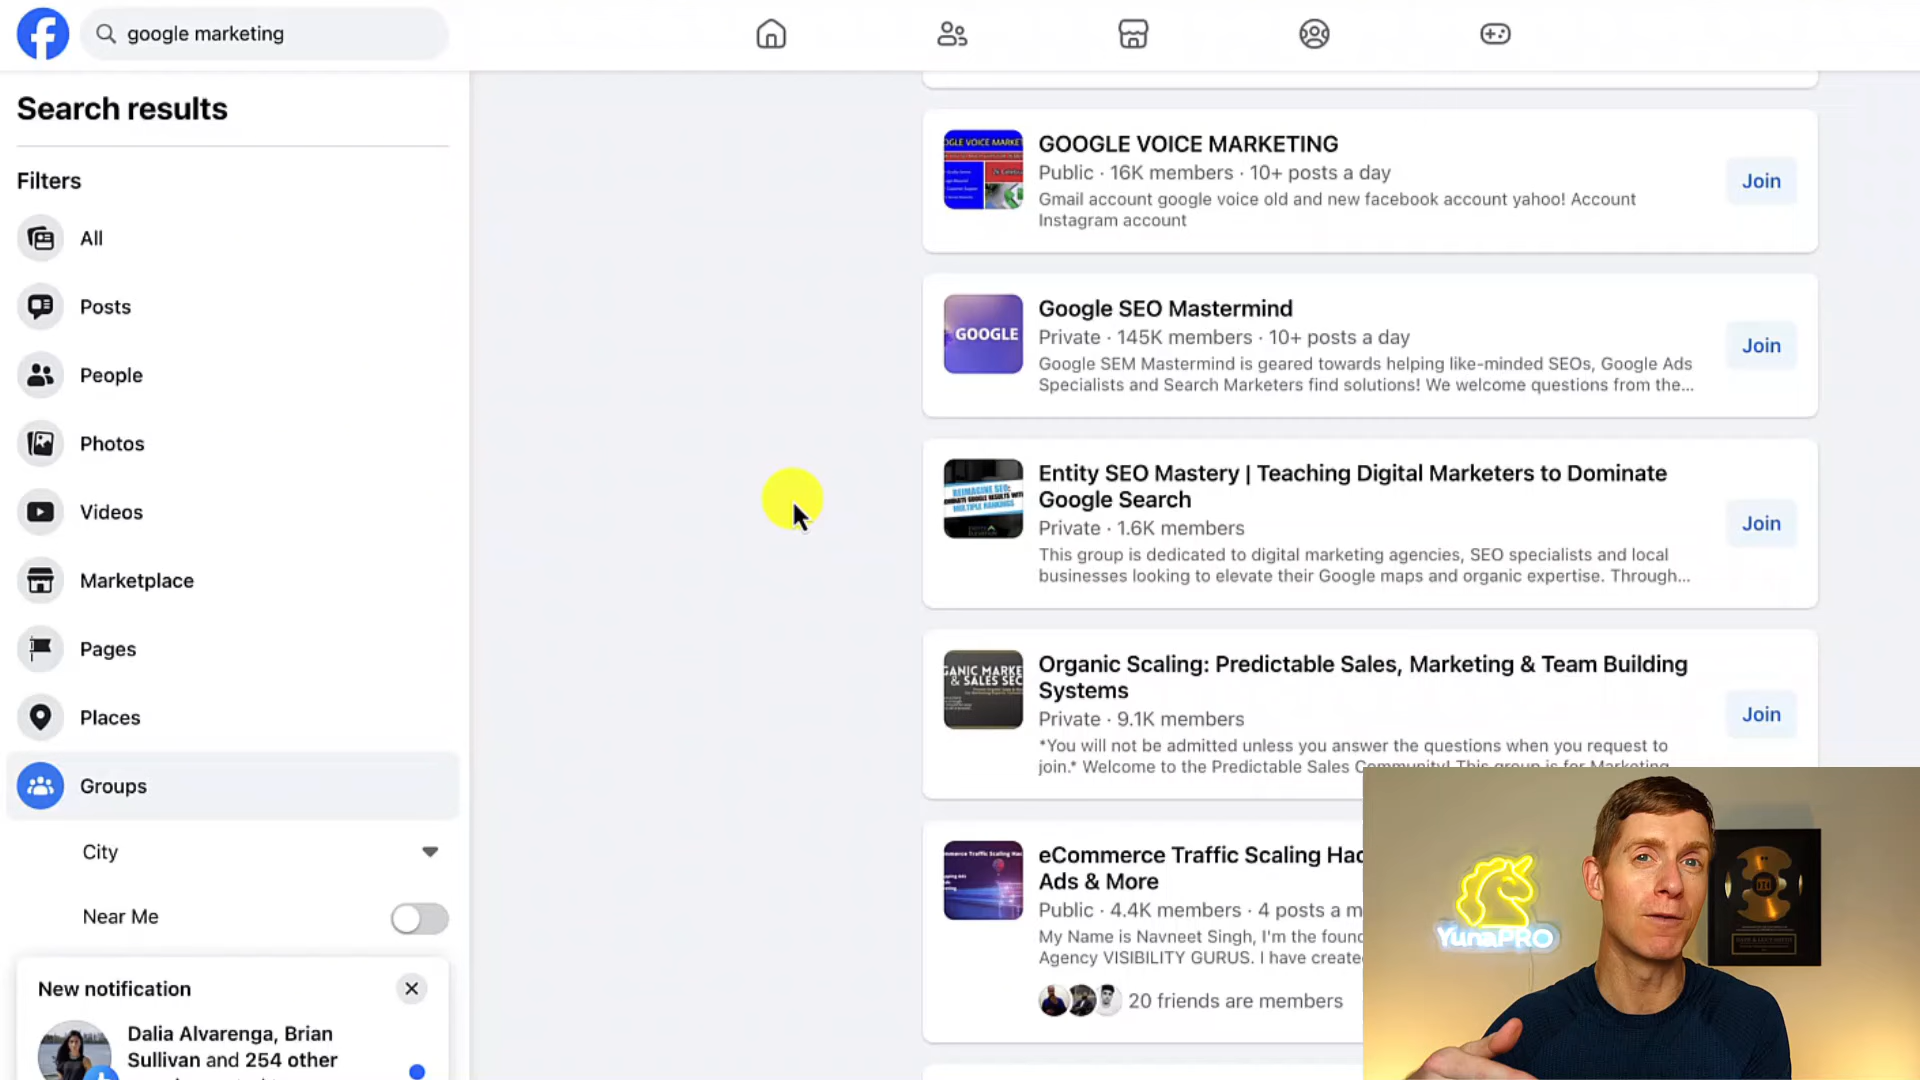 google marketing
Search results
Filters
All
Posts
People
Photos
Videos
Marketplace
Pages
Places
Groups
City
Near Me
New notification
Dalia Alvarenga, Brian
Sullivan and 254 other
GOOGLE VOICE MARKETING
Public · 16K members · 10+ posts a day
Gmail account google voice old and new facebook account yahoo! Account
Instagram account
Join
GOOGLE
Google SEO Mastermind
Private · 145K members · 10+ posts a day
Google SEM Mastermind is geared towards helping like-minded SEOs, Google Ads
Specialists and Search Marketers find solutions! We welcome questions from the...
Join
Entity SEO Mastery | Teaching Digital Marketers to Dominate
Google Search
Private · 1.6K members
This group is dedicated to digital marketing agencies, SEO specialists and local
businesses looking to elevate their Google maps and organic expertise. Through...
Join
Organic Scaling: Predictable Sales, Marketing & Team Building
Systems
Private · 9.1K members
*You will not be admitted unless you answer the questions when you request to
join.* Welcome to the Predictable Sales Community! This group is for Marketing
Join
eCommerce Traffic Scaling Hac
Ads & More
Public · 4.4K members · 4 posts a m
My Name is Navneet Singh, I'm the foun
Agency VISIBILITY GURUS. I have create
20 friends are members
YunaPRO